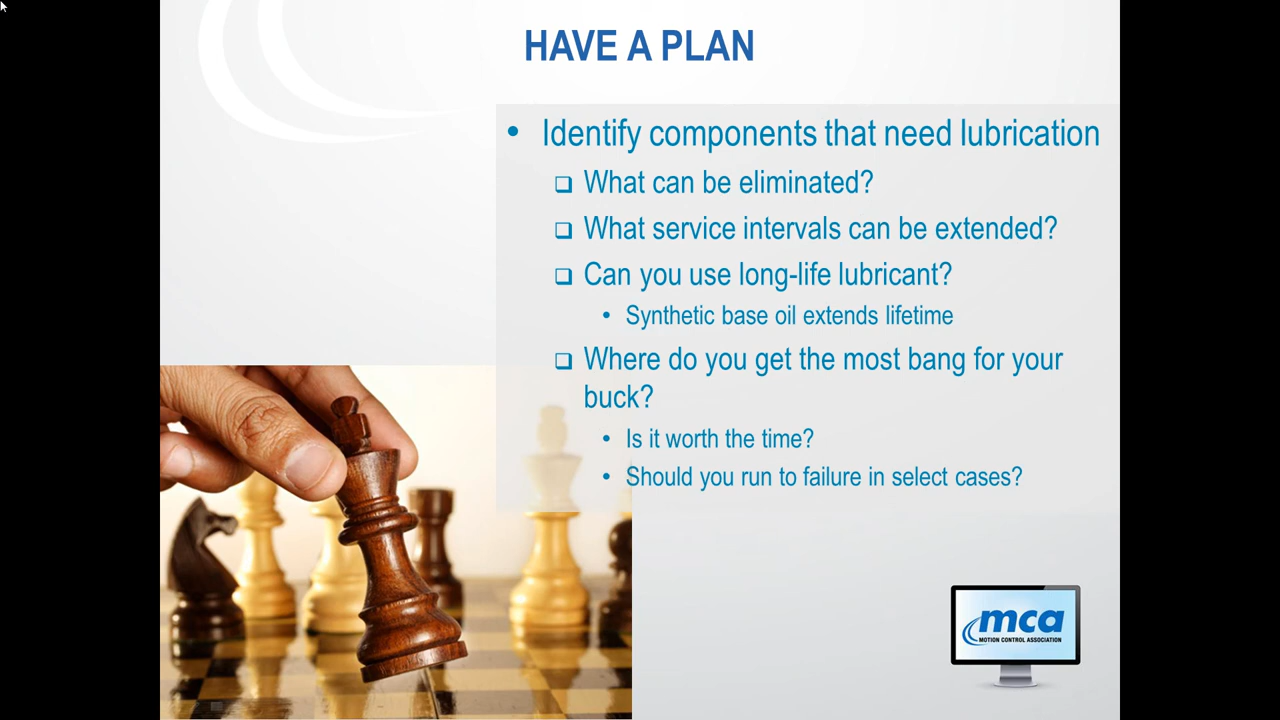 HAVE A PLAN
• Identify components that need lubrication
❑ What can be eliminated?
❑ What service intervals can be extended?
❑ Can you use long-life lubricant?
• Synthetic base oil extends lifetime
❑ Where do you get the most bang for your
buck?
• Is it worth the time?
• Should you run to failure in select cases?
mca
MOTION CONTROL ASSOCIATION